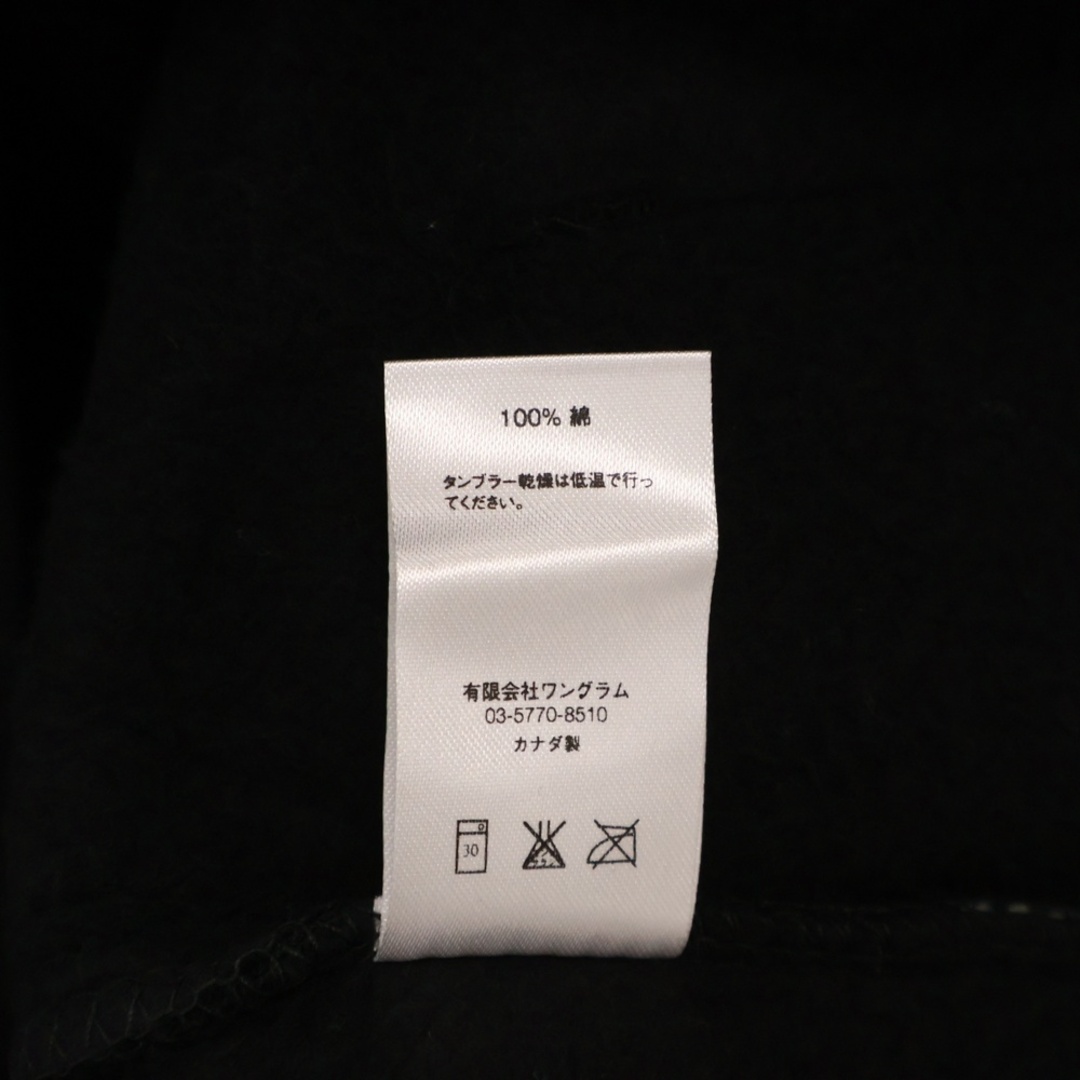 100% 綿
タンブラー乾燥は低温で行っ
てください。
有限会社ワングラム
03-5770-8510
カナダ製
30